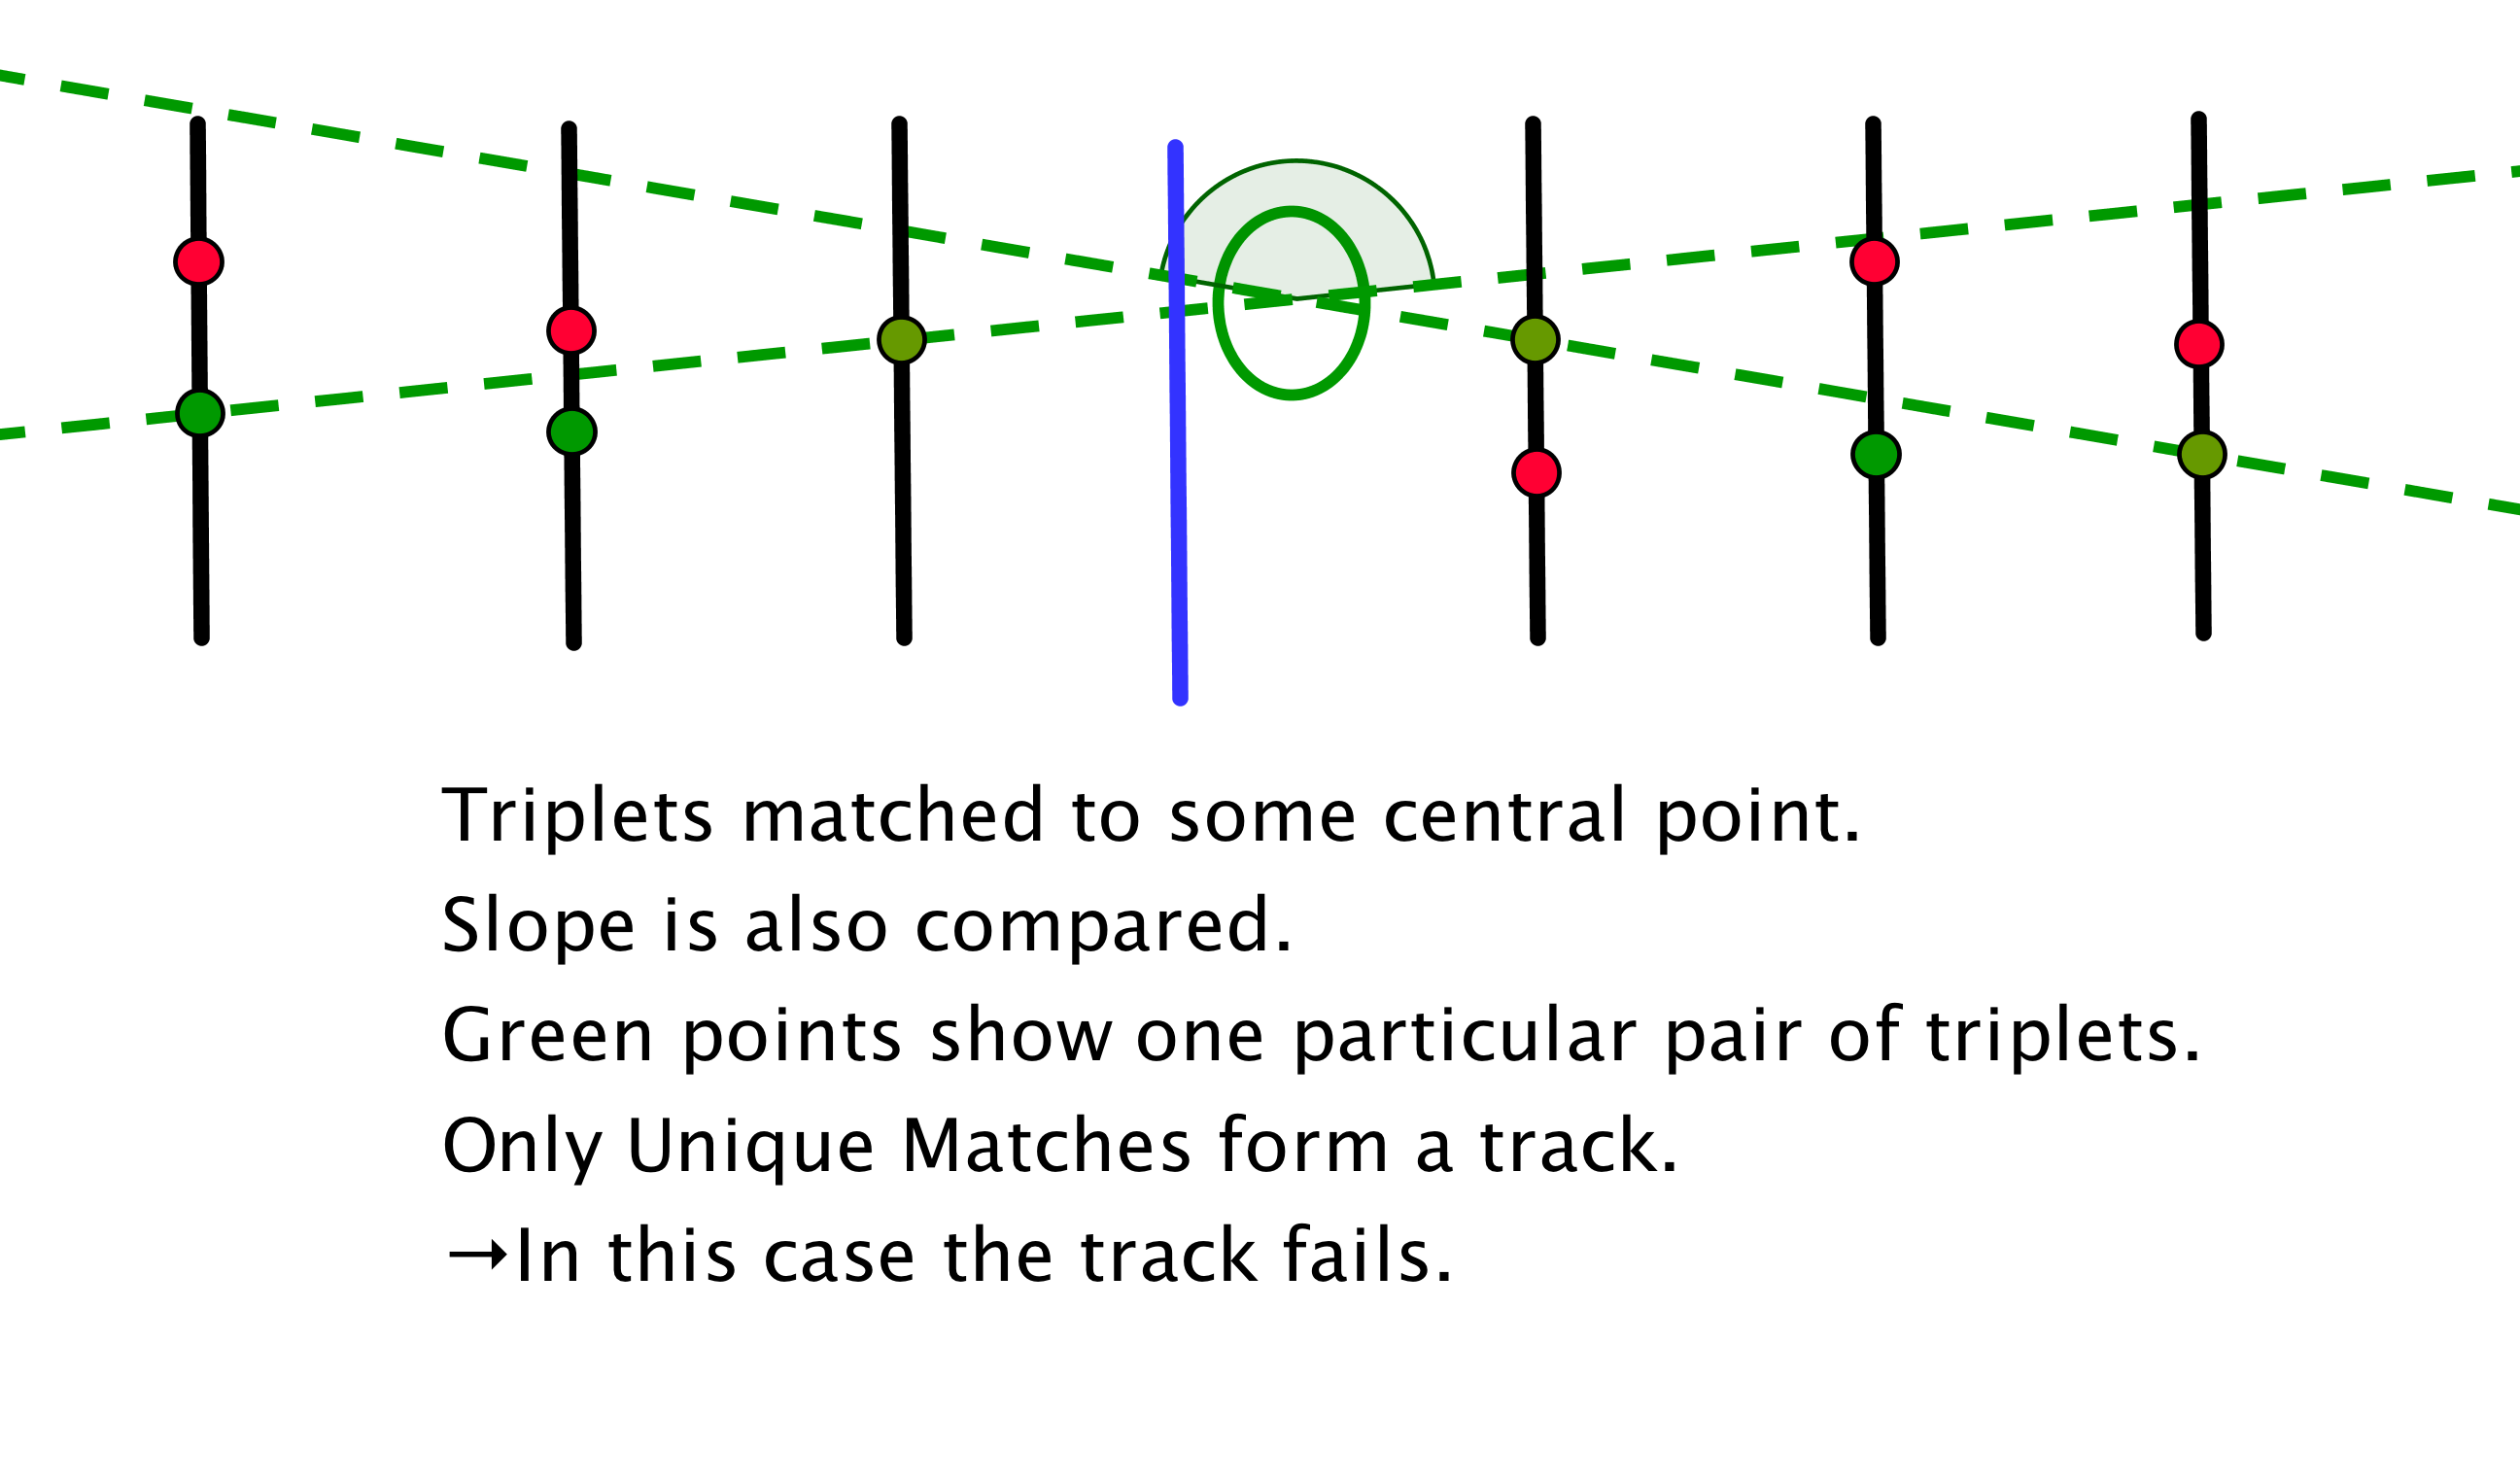 Triplets matched to some central point.
Slope is also compared.
Green points show one particular pair of triplets.
Only Unique Matches form a track.
→In this case the track fails.